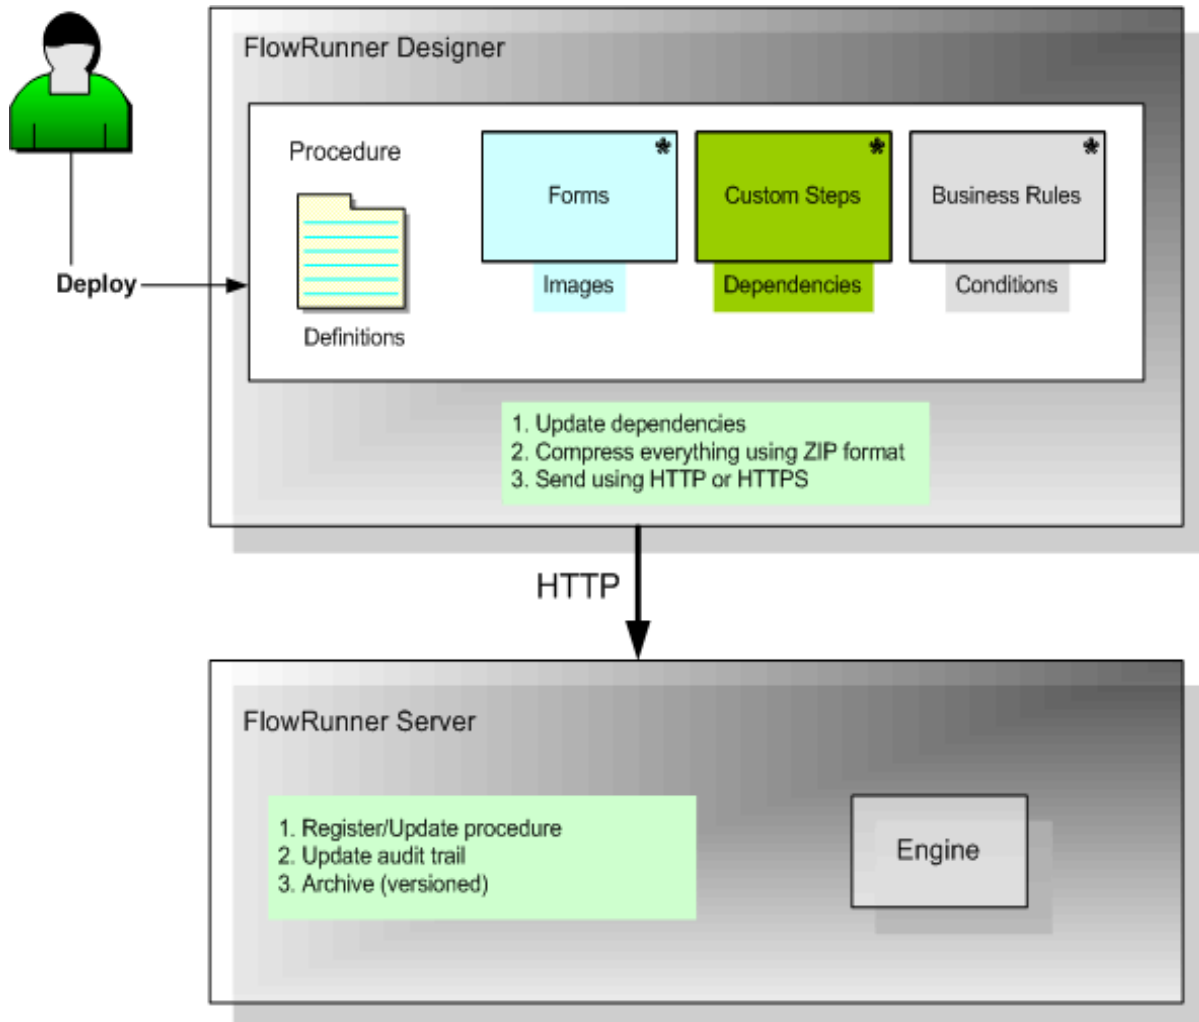 FlowRunner Designer
Procedure
Definitions
Forms
*
Images
Custom Steps
*
Dependencies
Business Rules
*
Conditions
Deploy
1. Update dependencies
2. Compress everything using ZIP format
3. Send using HTTP or HTTPS
HTTP
FlowRunner Server
1. Register/Update procedure
2. Update audit trail
3. Archive (versioned)
Engine